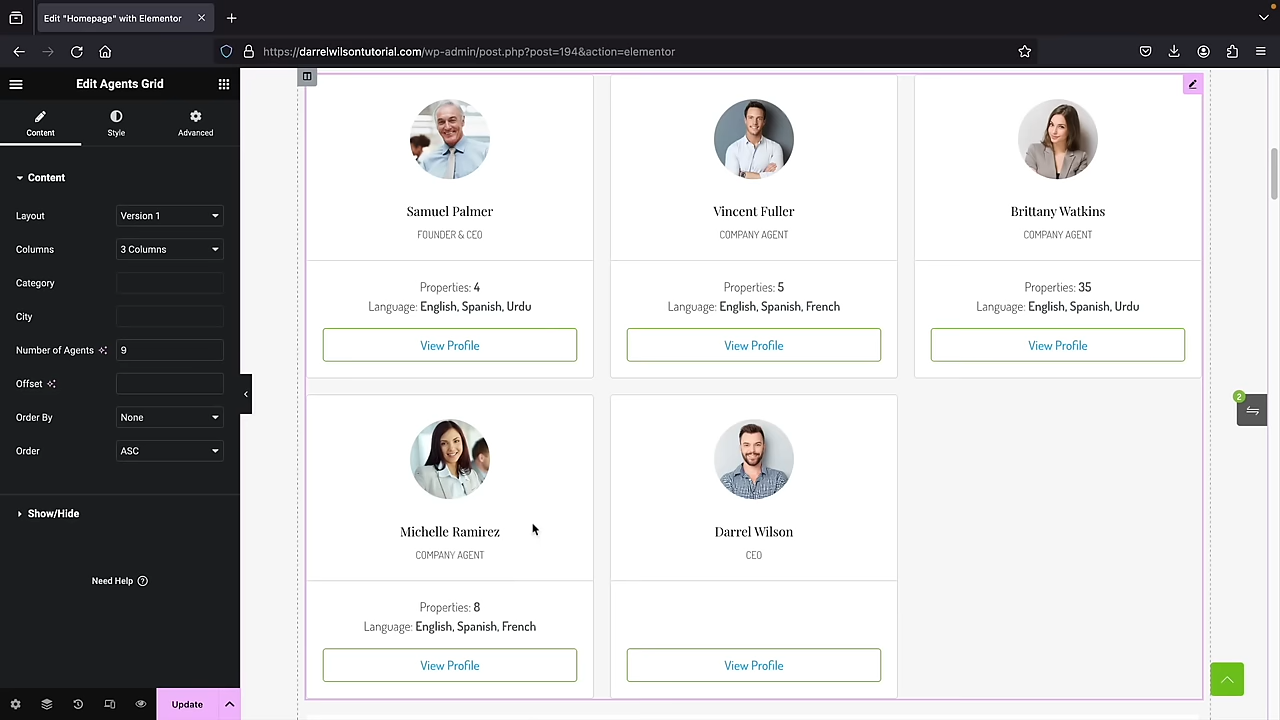 Edit "Homepage" with Elementor
https://darrelwilsontutorial.com/wp-admin/post.php?post=194&action=elementor
Edit Agents Grid
Content
Style
Advanced
Content
Layout
Version 1
Columns
3 Columns
Category
City
Number of Agents
9
Offset
Order By
None
Order
ASC
Show/Hide
Need Help
Update
Samuel Palmer
FOUNDER & CEO
Properties: 4
Language: English, Spanish, Urdu
View Profile
Vincent Fuller
COMPANY AGENT
Properties: 5
Language: English, Spanish, French
View Profile
Brittany Watkins
COMPANY AGENT
Properties: 35
Language: English, Spanish, Urdu
View Profile
Michelle Ramirez
COMPANY AGENT
Properties: 8
Language: English, Spanish, French
View Profile
Darrel Wilson
CEO
View Profile
2